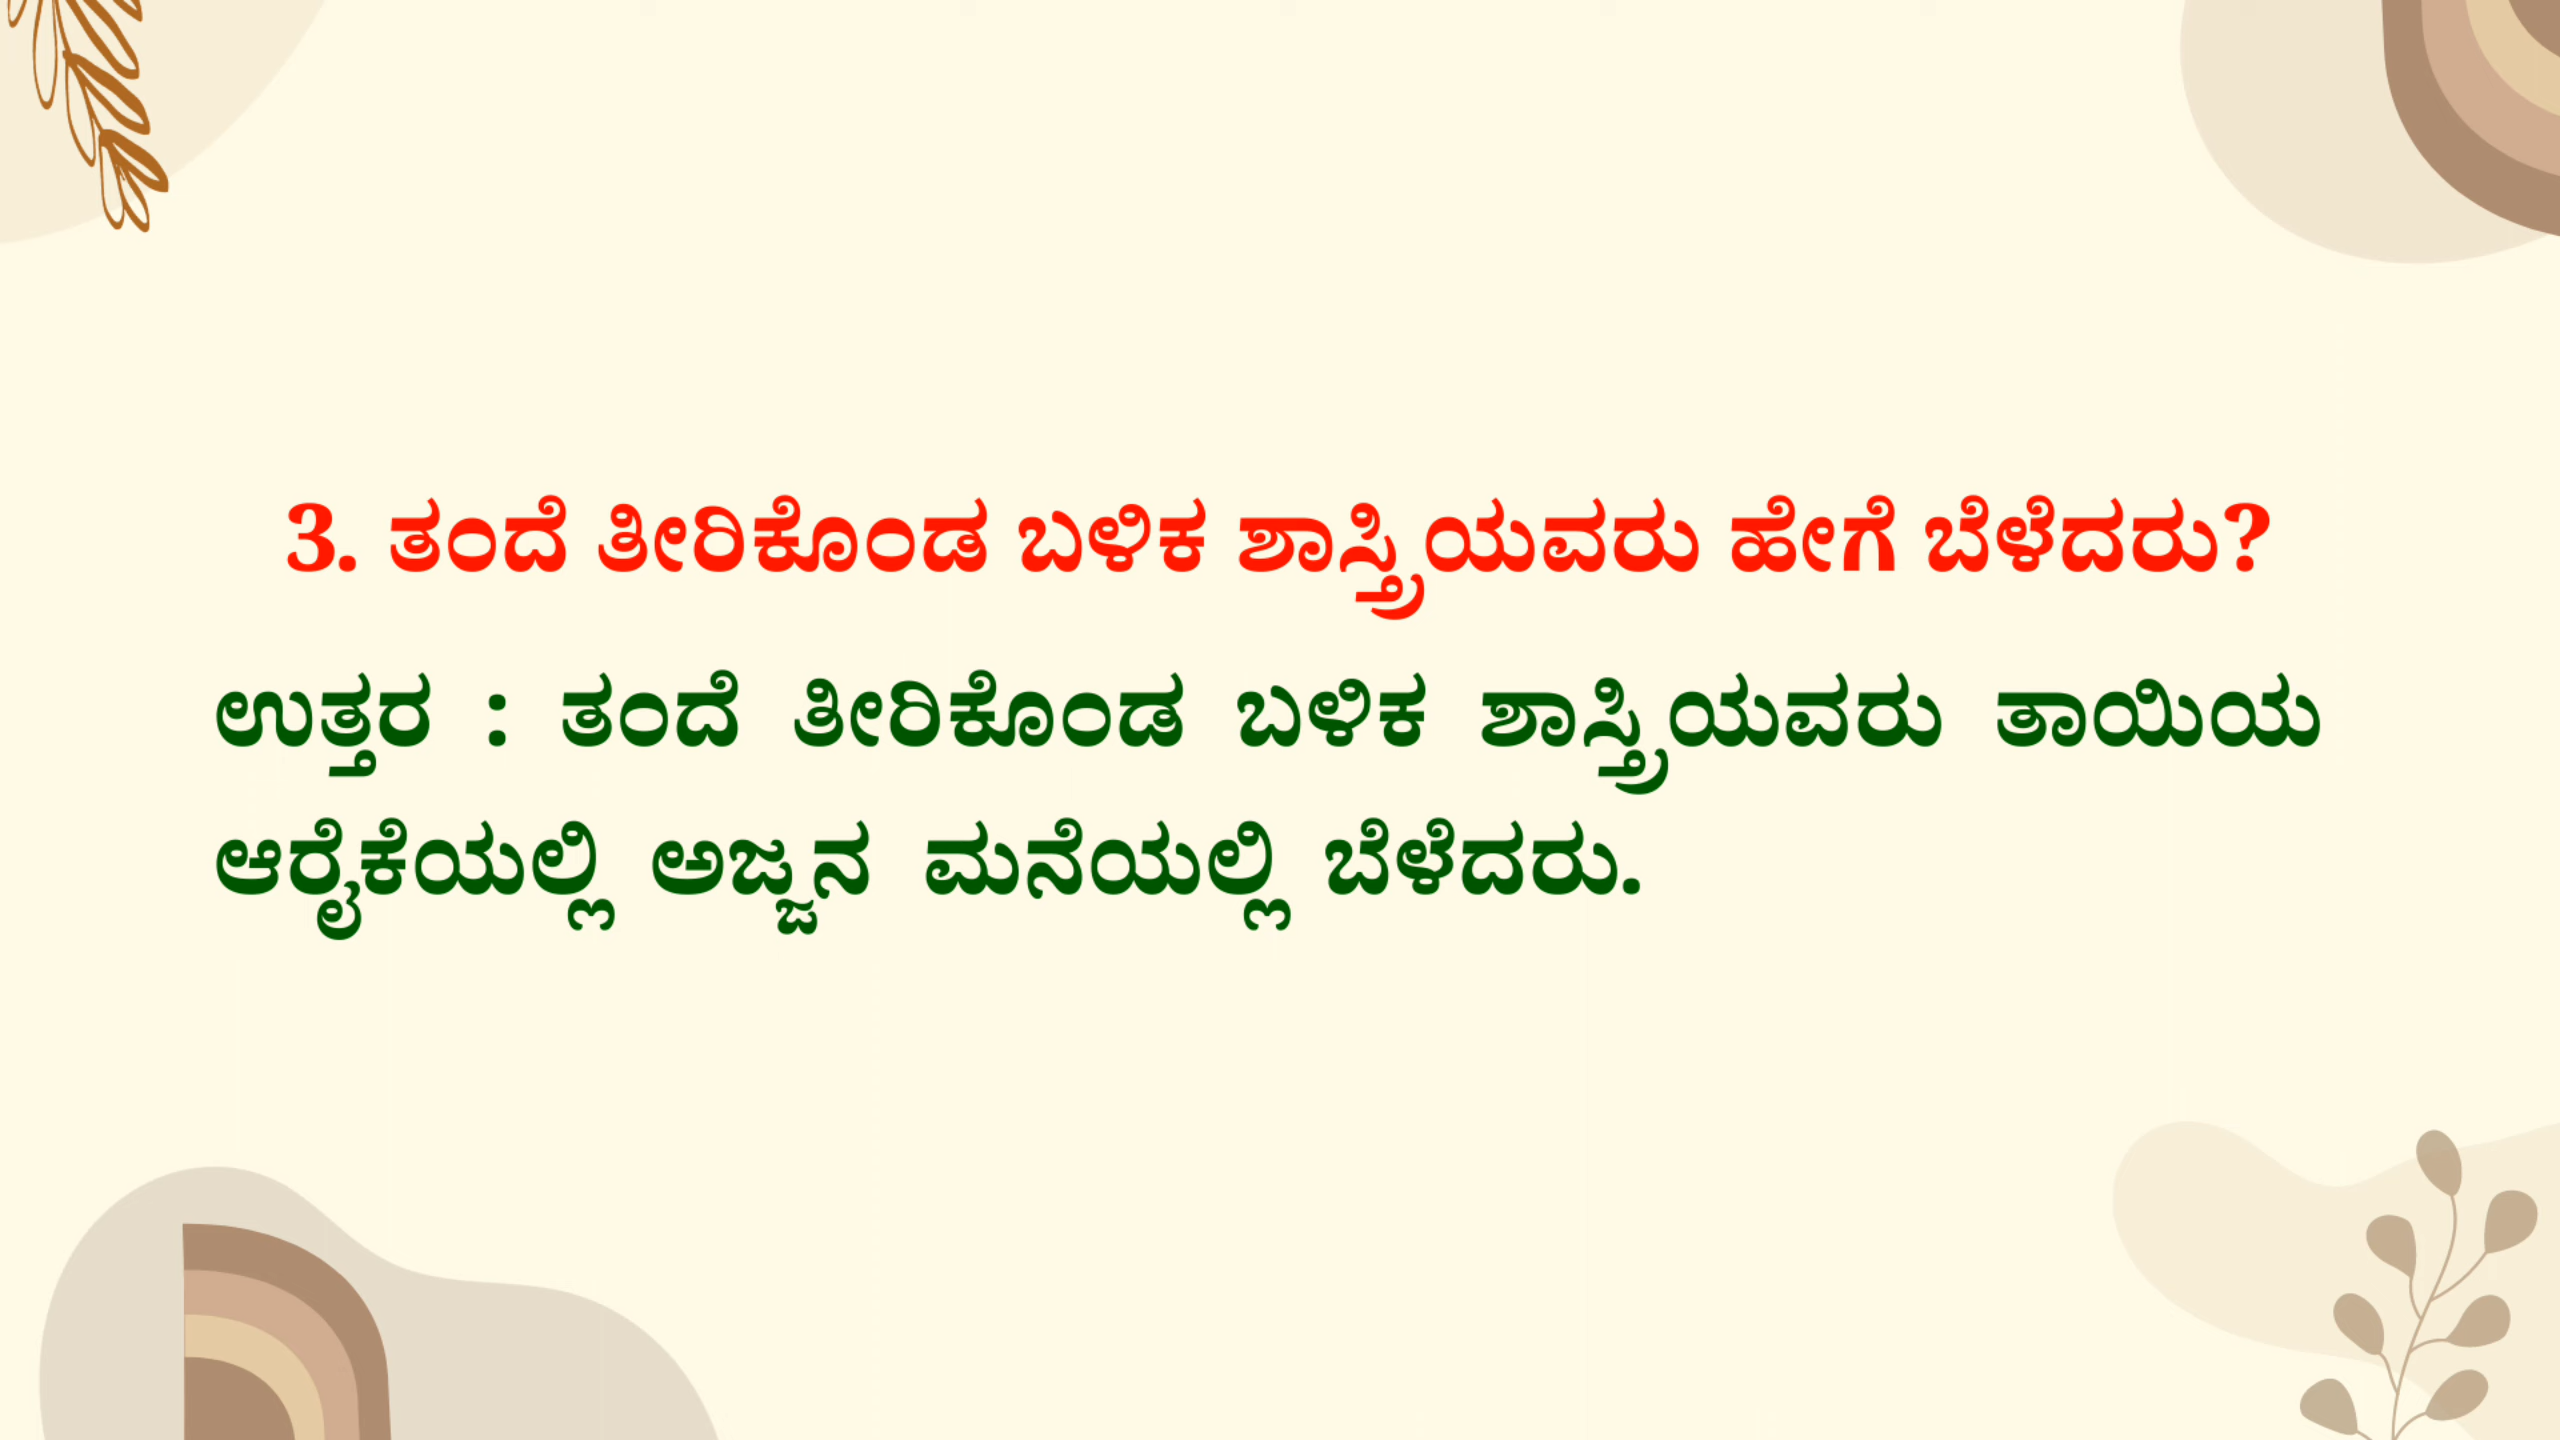 3. ತಂದೆ ತೀರಿಕೊಂಡ ಬಳಿಕ ಶಾಸ್ತ್ರಿಯವರು ಹೇಗೆ ಬೆಳೆದರು?
ಉತ್ತರ : ತಂದೆ ತೀರಿಕೊಂಡ ಬಳಿಕ ಶಾಸ್ತ್ರಿಯವರು ತಾಯಿಯ
ಆರೈಕೆಯಲ್ಲಿ ಅಜ್ಜನ ಮನೆಯಲ್ಲಿ ಬೆಳೆದರು.